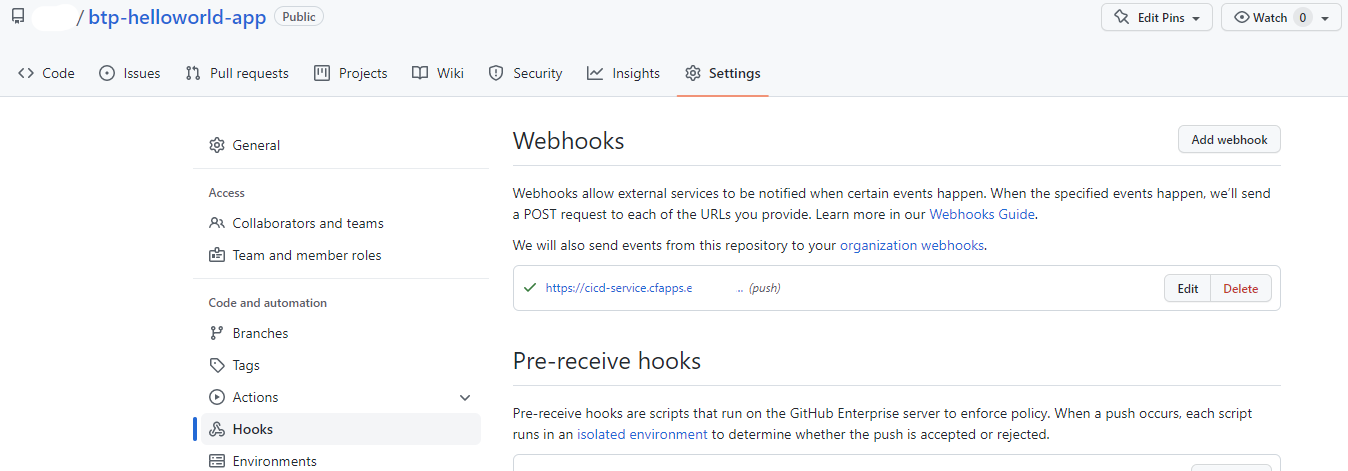 / btp-helloworld-app Public
Edit Pins
Watch 0
Code Issues Pull requests Projects Wiki Security Insights Settings
General
Access
Collaborators and teams
Team and member roles
Code and automation
Branches
Tags
Actions
Hooks
Environments
Webhooks
Add webhook
Webhooks allow external services to be notified when certain events happen. When the specified events happen, we’ll send
a POST request to each of the URLs you provide. Learn more in our Webhooks Guide.
We will also send events from this repository to your organization webhooks.
https://cicd-service.cfapps.e .. (push)
Edit Delete
Pre-receive hooks
Pre-receive hooks are scripts that run on the GitHub Enterprise server to enforce policy. When a push occurs, each script
runs in an isolated environment to determine whether the push is accepted or rejected.